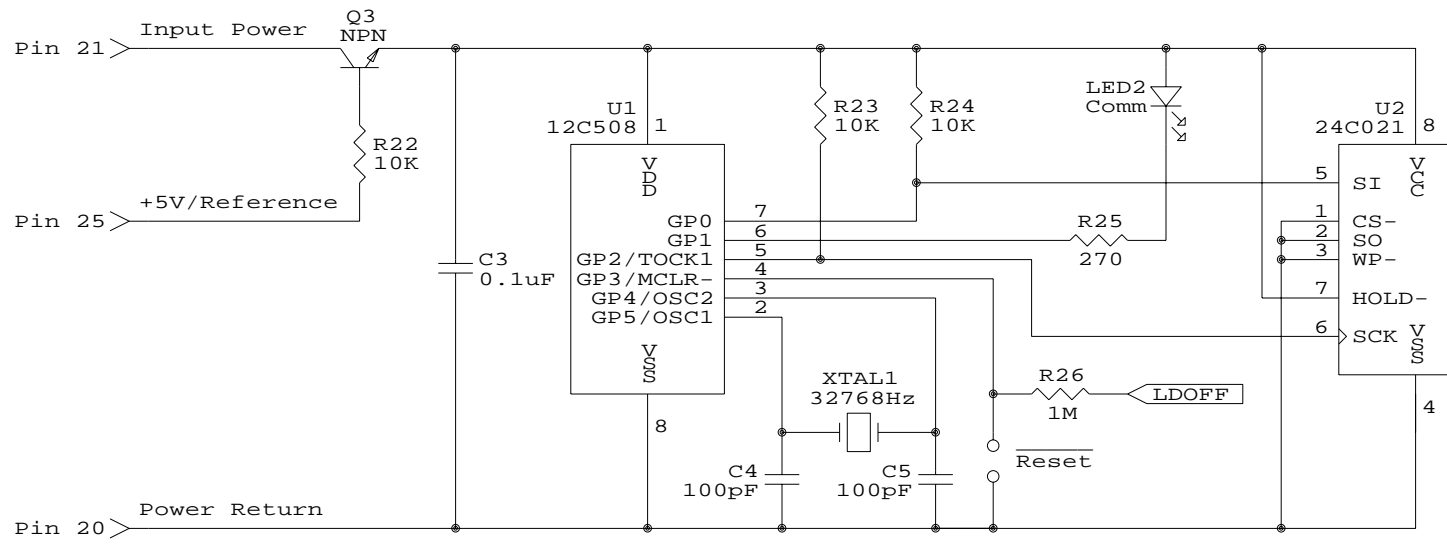 Pin 21
Input Power
Q3
NPN
R22
10K
+5V/Reference
Pin 25
C3
0.1uF
U1
12C508
1
VDD
GP0
7
GP1
6
GP2/TOCK1
5
GP3/MCLR-
4
GP4/OSC2
3
GP5/OSC1
2
VSS
8
R23
10K
R24
10K
LED2
Comm
R25
270
U2
24C021
8
VCC
5
SI
1
CS-
2
SO
3
WP-
7
HOLD-
6
SCK
VSS
4
XTAL1
32768Hz
C4
100pF
C5
100pF
R26
1M
LDOFF
Reset
Pin 20
Power Return